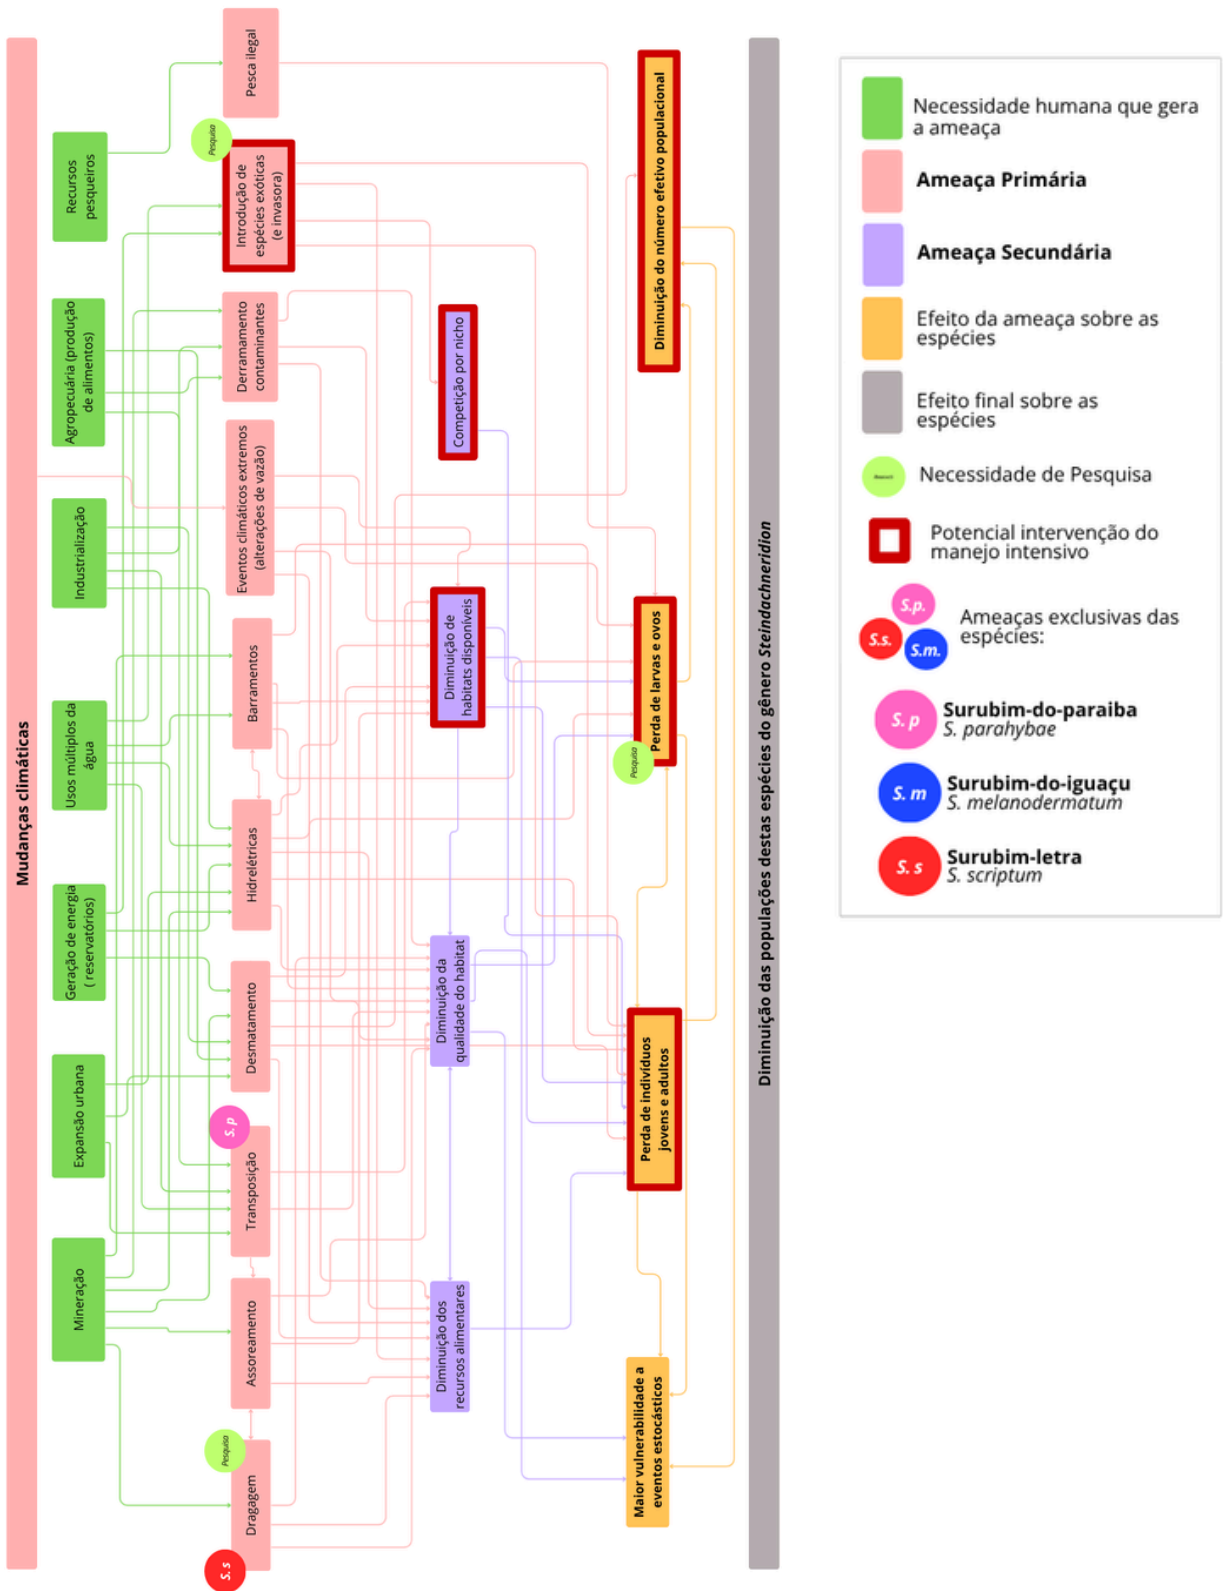 Mudanças climáticas
Mineração
Expansão urbana
Geração de energia
( reservatórios)
Usos múltiplos da
água
Industrialização
Agropecuária (produção
de alimentos)
Recursos
pesqueiros
S. s
Dragagem
Pesquisa
Assoreamento
Transposição
S. p
Desmatamento
Hidrelétricas
Barramentos
Eventos climáticos extremos
(alterações de vazão)
Derramamento
contaminantes
Introdução de
espécies exóticas
(e invasora)
Pesquisa
Pesca ilegal
Diminuição dos
recursos alimentares
Diminuição da
qualidade do habitat
Diminuição de
habitats disponíveis
Competição por nicho
Maior vulnerabilidade a
eventos estocásticos
Perda de indivíduos
jovens e adultos
Perda de larvas e ovos
Pesquisa
Diminuição do número efetivo populacional
Diminuição das populações destas espécies do gênero Steindachneridion
Necessidade humana que gera
a ameaça
Ameaça Primária
Ameaça Secundária
Efeito da ameaça sobre as
espécies
Efeito final sobre as
espécies
Necessidade de Pesquisa
Potencial intervenção do
manejo intensivo
S.p.
S.s.
S.m.
Ameaças exclusivas das
espécies:
S. p
Surubim-do-paraiba
S. parahybae
S. m
Surubim-do-iguaçu
S. melanodermatum
S. s
Surubim-letra
S. scriptum